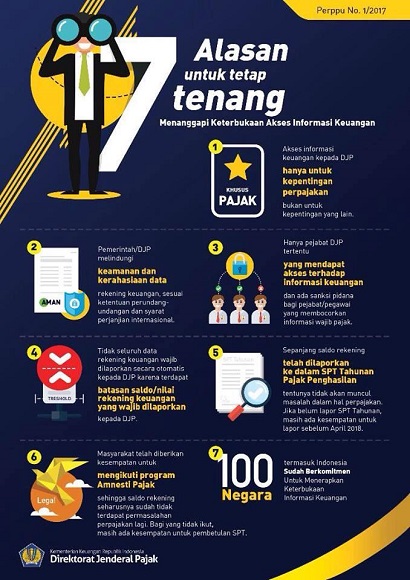 Perppu No. 1/2017
7 Alasan
untuk tetap
tenang
Menanggapi Keterbukaan Akses Informasi Keuangan
1
KHUSUS
PAJAK
Akses informasi
keuangan kepada DJP
hanya untuk
kepentingan
perpajakan
bukan untuk
kepentingan yang lain.
2
AMAN
Pemerintah/DJP
melindungi
keamanan dan
kerahasiaan data
rekening keuangan, sesuai
ketentuan perundang-
undangan dan syarat
perjanjian internasional.
3
Hanya pejabat DJP
tertentu
yang mendapat
akses terhadap
informasi keuangan
dan ada sanksi pidana
bagi pejabat/pegawai
yang membocorkan
informasi wajib pajak.
4
TRESHOLD
Tidak seluruh data
rekening keuangan wajib
dilaporkan secara otomatis
kepada DJP karena terdapat
batasan saldo/nilai
rekening keuangan
yang wajib dilaporkan
kepada DJP.
5
Sepanjang saldo rekening
telah dilaporkan
ke dalam SPT Tahunan
Pajak Penghasilan
tentunya tidak akan muncul
masalah dalam hal perpajakan.
Jika belum lapor SPT Tahunan,
masih ada kesempatan untuk
lapor sebelum April 2018.
6
Legal
Masyarakat telah diberikan
kesempatan untuk
mengikuti program
Amnesti Pajak
sehingga saldo rekening
seharusnya sudah tidak
terdapat permasalahan
perpajakan lagi. Bagi yang tidak ikut,
masih ada kesempatan untuk pembetulan SPT.
7
100
Negara
termasuk Indonesia
Sudah Berkomitmen
Untuk Menerapkan
Keterbukaan
Informasi Keuangan
Kementerian Keuangan Republik Indonesia
Direktorat Jenderal Pajak